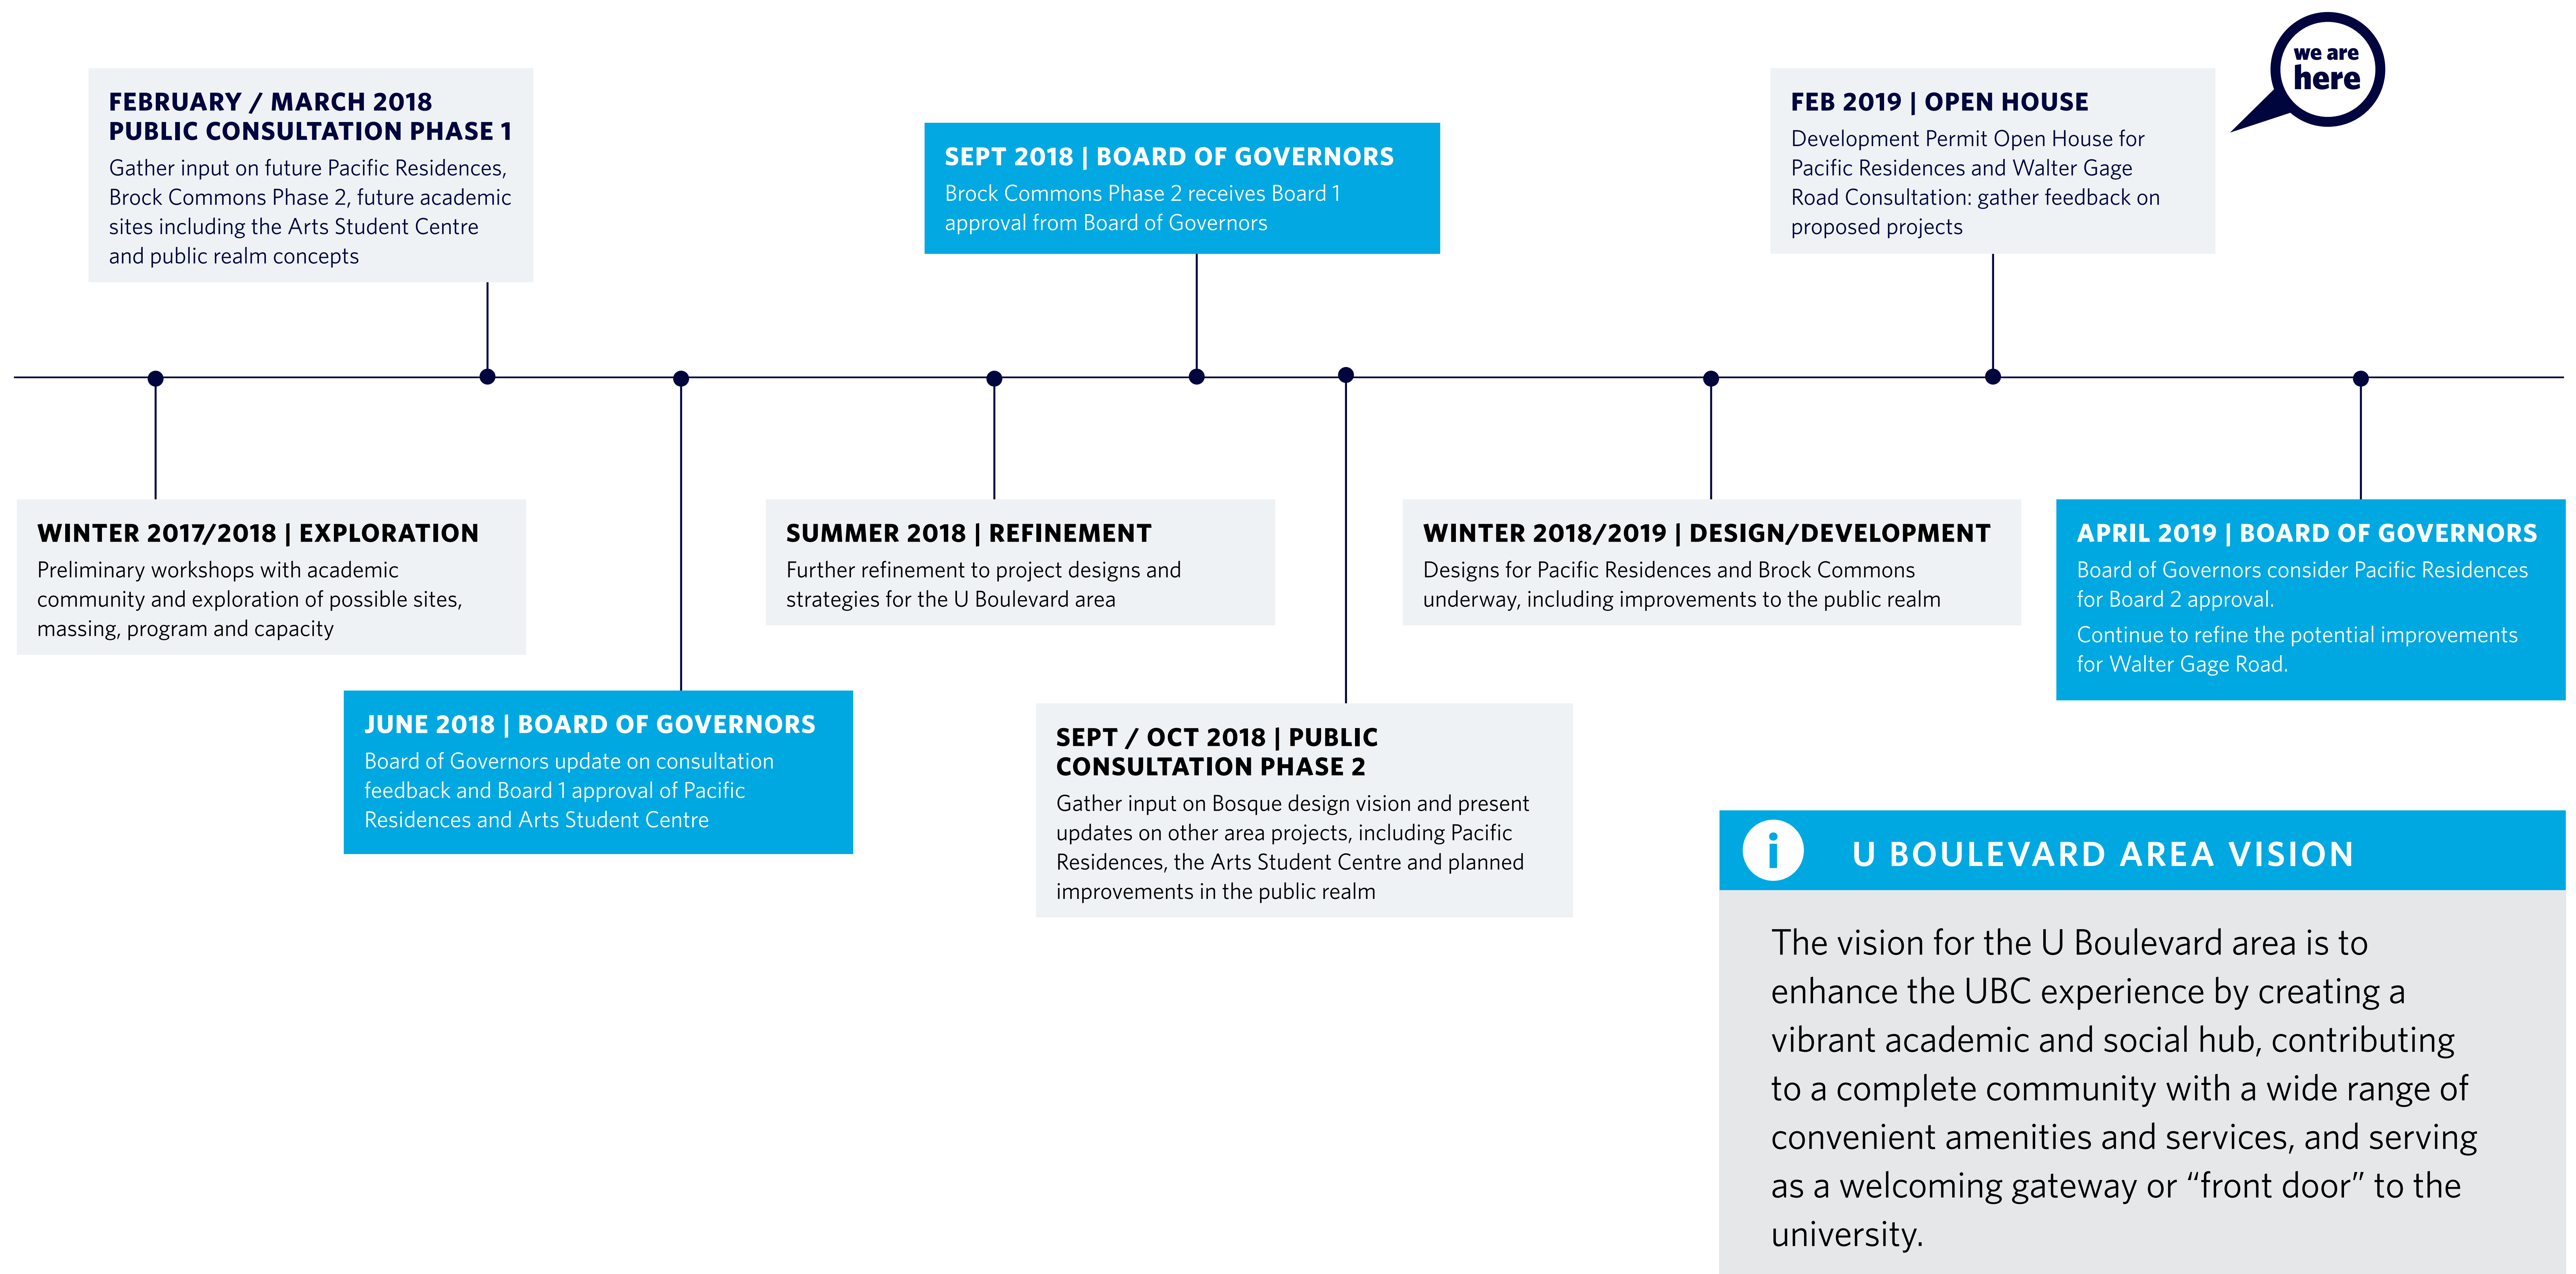 we are
here
FEBRUARY / MARCH 2018
PUBLIC CONSULTATION PHASE 1
Gather input on future Pacific Residences,
Brock Commons Phase 2, future academic
sites including the Arts Student Centre
and public realm concepts
SEPT 2018 | BOARD OF GOVERNORS
Brock Commons Phase 2 receives Board 1
approval from Board of Governors
FEB 2019 | OPEN HOUSE
Development Permit Open House for
Pacific Residences and Walter Gage
Road Consultation: gather feedback on
proposed projects
WINTER 2017/2018 | EXPLORATION
Preliminary workshops with academic
community and exploration of possible sites,
massing, program and capacity
JUNE 2018 | BOARD OF GOVERNORS
Board of Governors update on consultation
feedback and Board 1 approval of Pacific
Residences and Arts Student Centre
SUMMER 2018 | REFINEMENT
Further refinement to project designs and
strategies for the U Boulevard area
SEPT / OCT 2018 | PUBLIC
CONSULTATION PHASE 2
Gather input on Bosque design vision and present
updates on other area projects, including Pacific
Residences, the Arts Student Centre and planned
improvements in the public realm
WINTER 2018/2019 | DESIGN/DEVELOPMENT
Designs for Pacific Residences and Brock Commons
underway, including improvements to the public realm
APRIL 2019 | BOARD OF GOVERNORS
Board of Governors consider Pacific Residences
for Board 2 approval.
Continue to refine the potential improvements
for Walter Gage Road.
i U BOULEVARD AREA VISION
The vision for the U Boulevard area is to
enhance the UBC experience by creating a
vibrant academic and social hub, contributing
to a complete community with a wide range of
convenient amenities and services, and serving
as a welcoming gateway or “front door” to the
university.